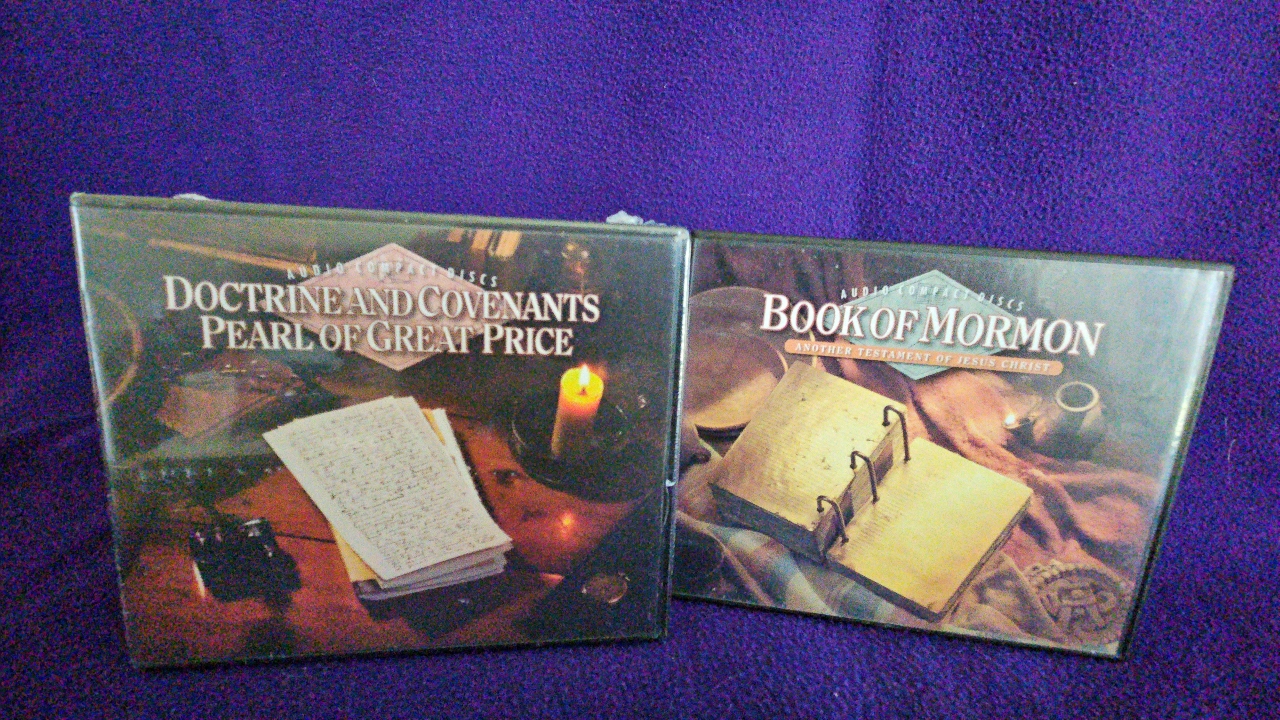 AUDIO COMPACT DISCS
DOCTRINE AND COVENANTS
PEARL OF GREAT PRICE
AUDIO COMPACT DISCS
BOOK OF MORMON
ANOTHER TESTAMENT OF JESUS CHRIST